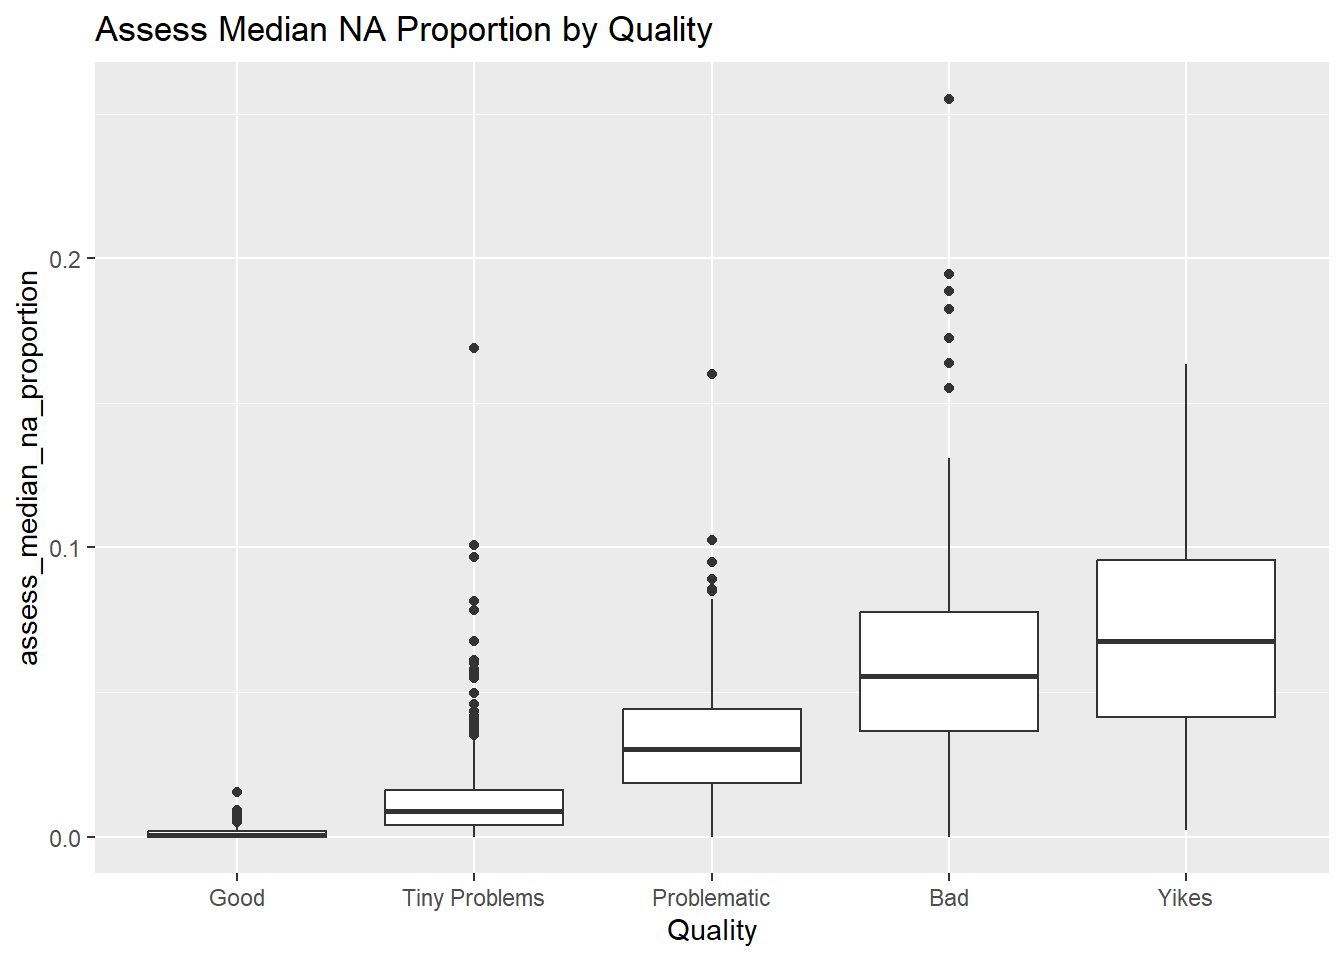 Assess Median NA Proportion by Quality
assess_median_na_proportion
0.2
0.1
0.0
Good
Tiny Problems
Problematic
Bad
Yikes
Quality